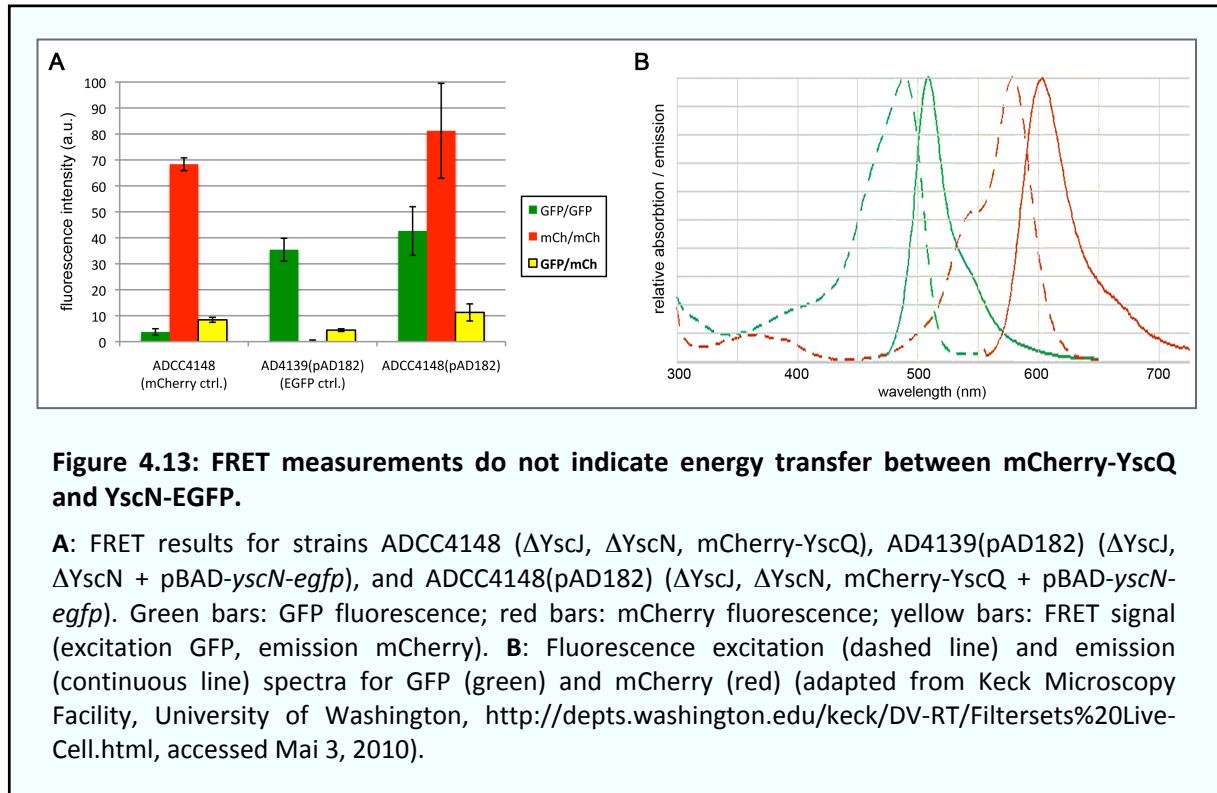 A
B
100
90
80
70
60
50
40
30
20
10
0
fluorescence intensity (a.u.)
ADCC4148
(mCherry ctrl.)
AD4139(pAD182)
(EGFP ctrl.)
ADCC4148(pAD182)
GFP/GFP
mCh/mCh
GFP/mCh
relative absorbtion / emission
300
400
500
600
700
wavelength (nm)
Figure 4.13: FRET measurements do not indicate energy transfer between mCherry-YscQ
and YscN-EGFP.
A: FRET results for strains ADCC4148 (ΔYscJ, ΔYscN, mCherry-YscQ), AD4139(pAD182) (ΔYscJ,
ΔYscN + pBAD-yscN-egfp), and ADCC4148(pAD182) (ΔYscJ, ΔYscN, mCherry-YscQ + pBAD-yscN-
egfp). Green bars: GFP fluorescence; red bars: mCherry fluorescence; yellow bars: FRET signal
(excitation GFP, emission mCherry). B: Fluorescence excitation (dashed line) and emission
(continuous line) spectra for GFP (green) and mCherry (red) (adapted from Keck Microscopy
Facility, University of Washington, http://depts.washington.edu/keck/DV-RT/Filtersets%20Live-
Cell.html, accessed Mai 3, 2010).